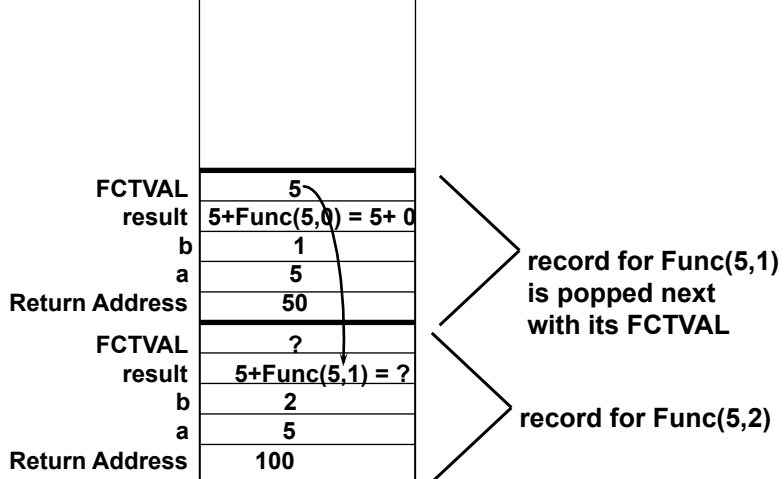 FCTVAL 5
result 5+Func(5,0) = 5+ 0
b 1
a 5
Return Address 50
record for Func(5,1)
is popped next
with its FCTVAL
FCTVAL ?
result 5+Func(5,1) = ?
b 2
a 5
Return Address 100
record for Func(5,2)